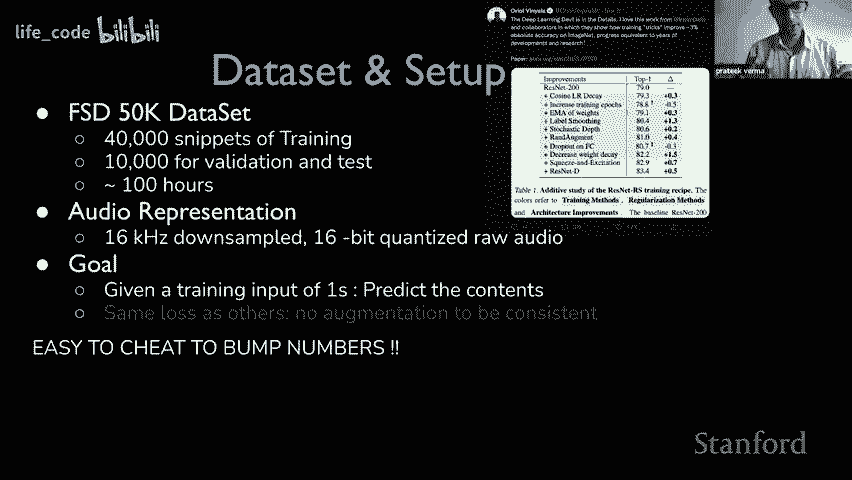 life_code bilibili
Oriol Vinyals
The Deep Learning Devil is in the Details. I love this work from
and collaborators in which they show how training "tricks" improve ~3%
absolute accuracy on ImageNet, progress equivalent to years of
developments and research!
Paper:
prateek verma
Dataset & Setup
Improvements Top-1 Δ
ResNet-200 79.0 —
+ Cosine LR Decay 79.3 +0.3
+ Increase training epochs 78.8 † -0.5
+ EMA of weights 79.1 +0.3
+ Label Smoothing 80.4 +1.3
+ Stochastic Depth 80.6 +0.2
+ RandAugment 81.0 +0.4
+ Dropout on FC 80.7 ‡ -0.3
+ Decrease weight decay 82.2 +1.5
+ Squeeze-and-Excitation 82.9 +0.7
+ ResNet-D 83.4 +0.5
Table 1. Additive study of the ResNet-RS training recipe. The
colors refer to Training Methods, Regularization Methods
and Architecture Improvements. The baseline ResNet-200
● FSD 50K DataSet
○ 40,000 snippets of Training
○ 10,000 for validation and test
○ ~ 100 hours
● Audio Representation
○ 16 kHz downsampled, 16 -bit quantized raw audio
● Goal
○ Given a training input of 1s : Predict the contents
○ Same loss as others: no augmentation to be consistent
EASY TO CHEAT TO BUMP NUMBERS !!
Stanford